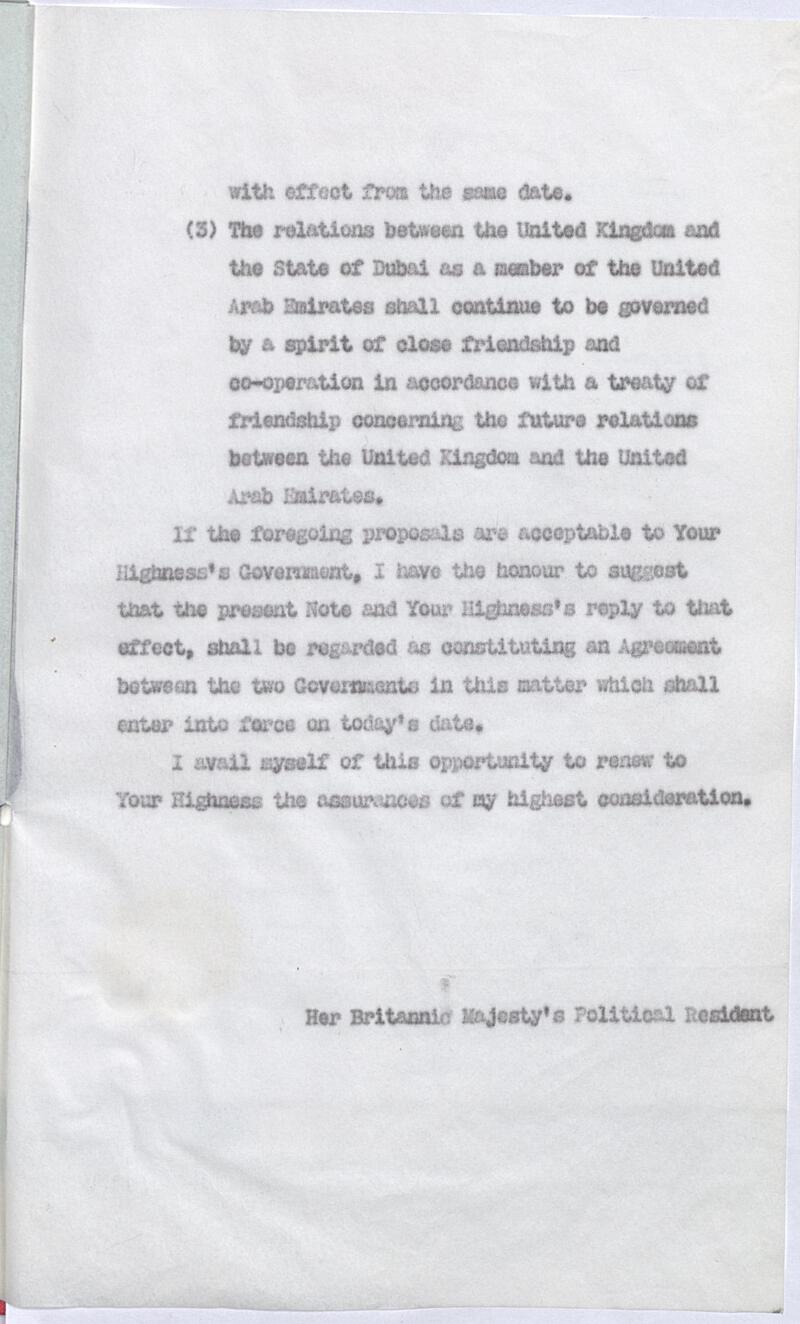 with effect from the same date.
(3) The relations between the United Kingdom and
the State of Dubai as a member of the United
Arab Emirates shall continue to be governed
by a spirit of close friendship and
co-operation in accordance with a treaty of
friendship concerning the future relations
between the United Kingdom and the United
Arab Emirates.
If the foregoing proposals are acceptable to Your
Highness's Government, I have the honour to suggest
that the present Note and Your Highness's reply to that
effect, shall be regarded as constituting an Agreement
between the two Governments in this matter which shall
enter into force on today's date.
I avail myself of this opportunity to renew to
Your Highness the assurances of my highest consideration.
Her Britannic Majesty's Political Resident